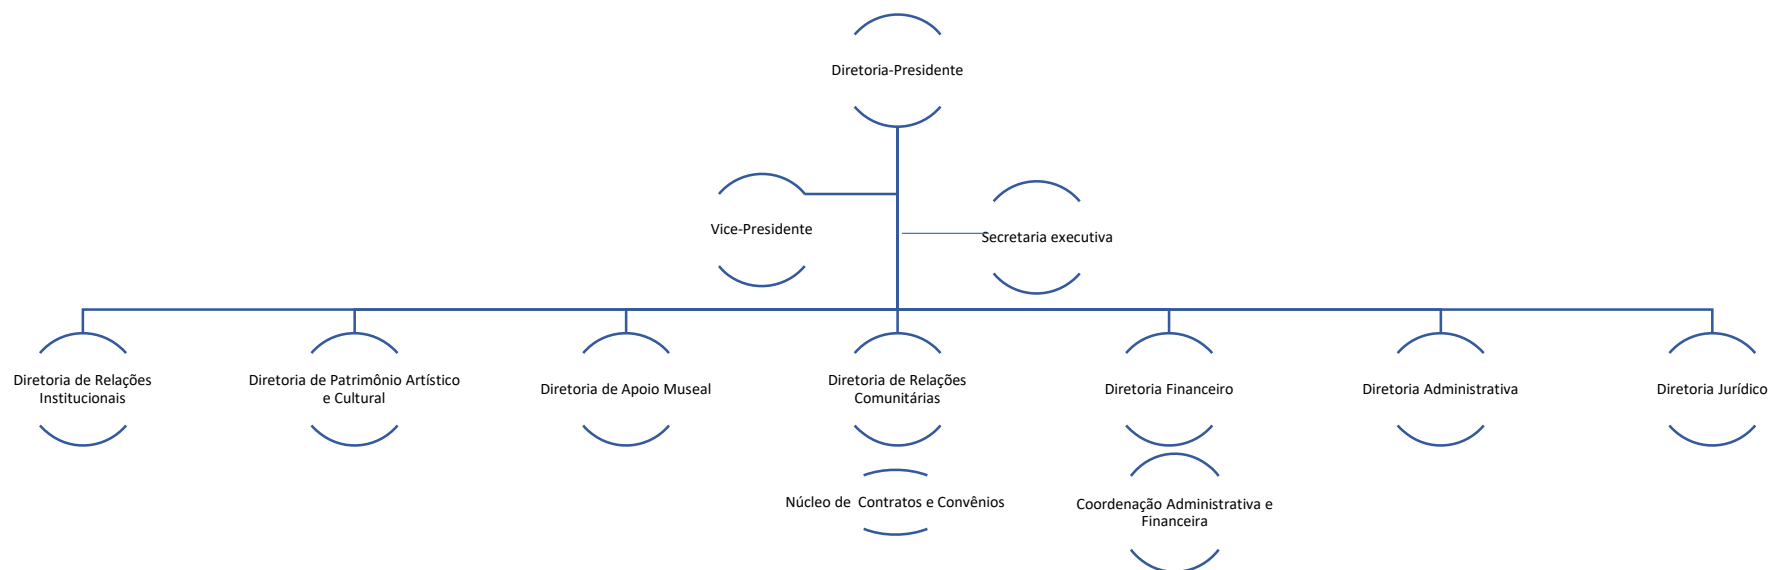 Diretoria-Presidente
Vice-Presidente
Secretaria executiva
Diretoria de Relações
Institucionais
Diretoria de Patrimônio Artístico
e Cultural
Diretoria de Apoio Museal
Diretoria de Relações
Comunitárias
Diretoria Financeiro
Diretoria Administrativa
Diretoria Jurídico
Núcleo de  Contratos e Convênios
Coordenação Administrativa e
Financeira